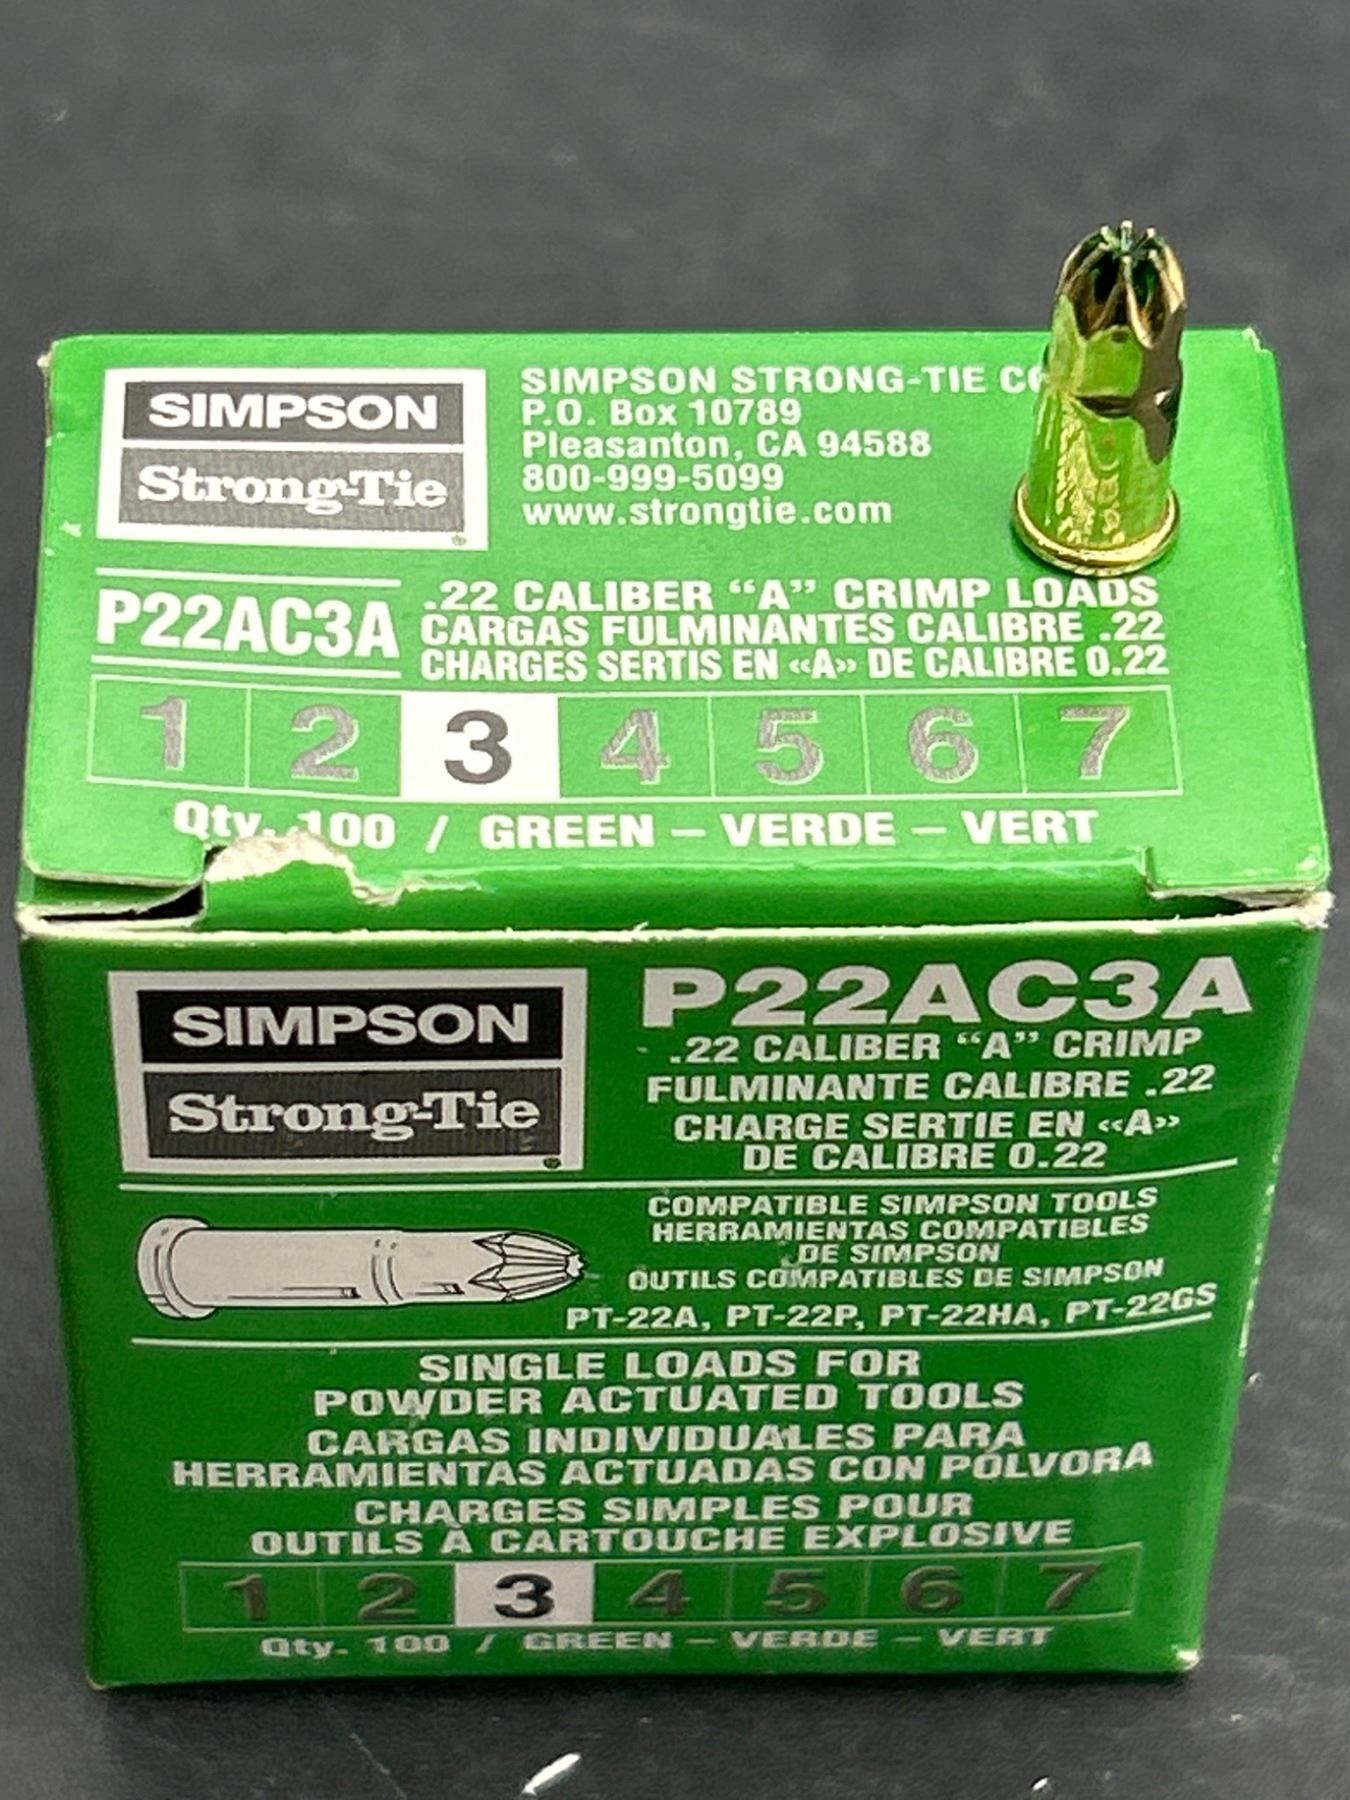 SIMPSON
Strong-Tie
SIMPSON STRONG-TIE
P.O. Box 10789
Pleasanton, CA 94588
800-999-5099
www.strongtie.com
P22AC3A
.22 CALIBER “A” CRIMP LOADS
CARGAS FULMINANTES CALIBRE .22
CHARGES SERTIS EN «A» DE CALIBRE 0.22
1 2 3 4 5 6 7
Qty. 100 / GREEN – VERDE – VERT
SIMPSON
Strong-Tie
P22AC3A
.22 CALIBER “A” CRIMP
FULMINANTE CALIBRE .22
CHARGE SERTIE EN «A»
DE CALIBRE 0.22
COMPATIBLE SIMPSON TOOLS
HERRAMIENTAS COMPATIBLES
DE SIMPSON
OUTILS COMPATIBLES DE SIMPSON
PT-22A, PT-22P, PT-22HA, PT-22GS
SINGLE LOADS FOR
POWDER ACTUATED TOOLS
CARGAS INDIVIDUALES PARA
HERRAMIENTAS ACTUADAS CON PÓLVORA
CHARGES SIMPLES POUR
OUTILS À CARTOUCHE EXPLOSIVE
1 2 3 4 5 6 7
Qty. 100 / GREEN – VERDE – VERT